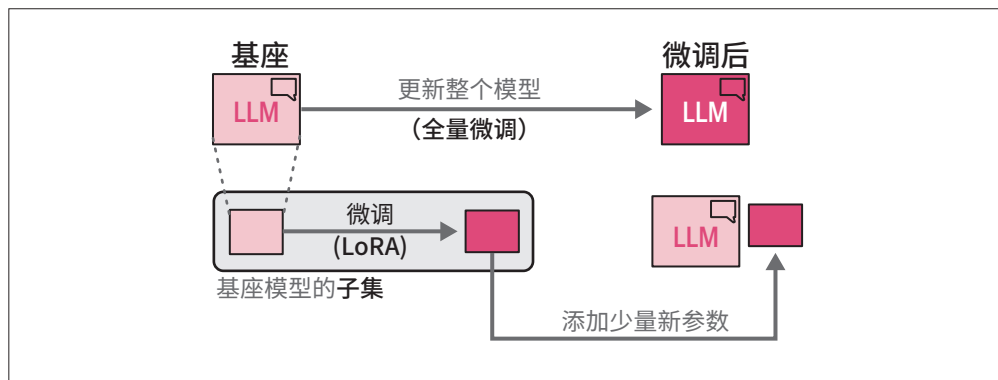 基座
微调后
LLM
更新整个模型
（全量微调）
LLM
微调
(LoRA)
LLM
基座模型的子集
添加少量新参数